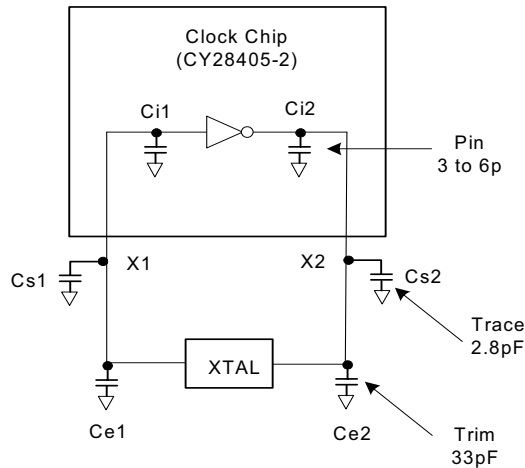 Clock Chip
(CY28405-2)
Ci1
Ci2
Pin
3 to 6p
X1
X2
Cs1
Cs2
Trace
2.8pF
XTAL
Ce1
Ce2
Trim
33pF